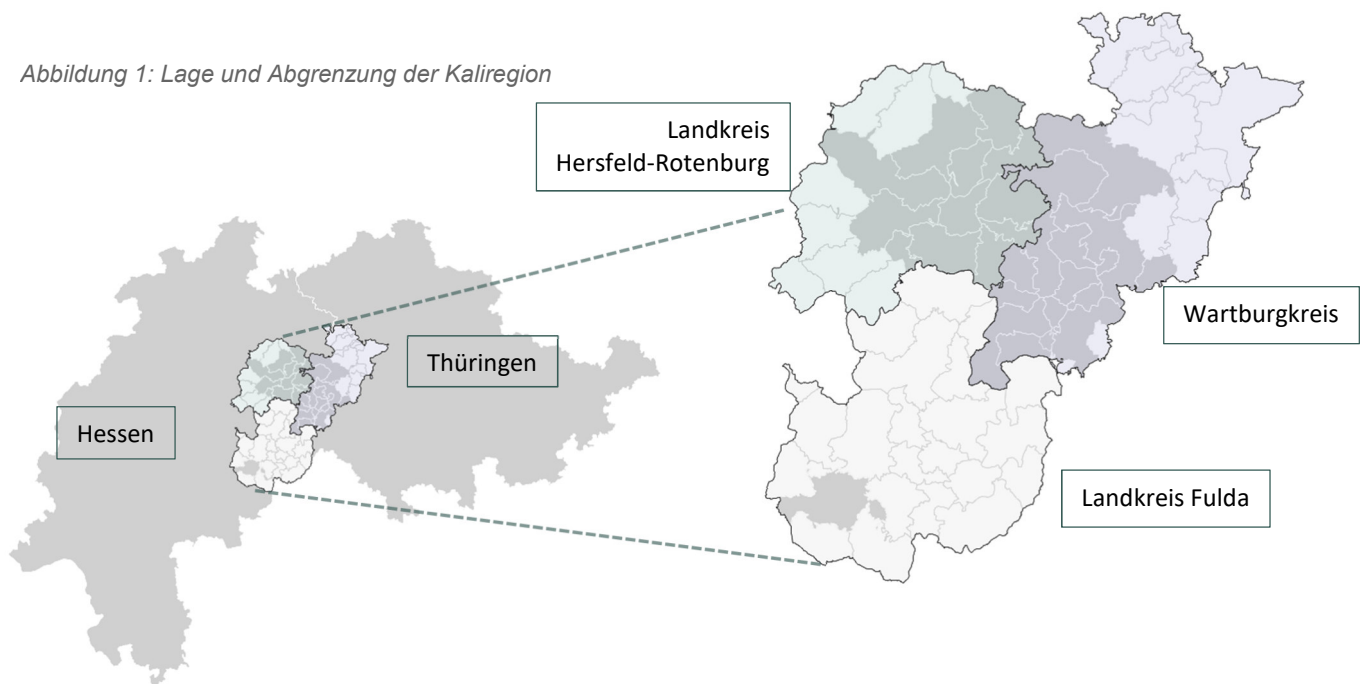 Abbildung 1: Lage und Abgrenzung der Kaliregion
Landkreis
Hersfeld-Rotenburg
Wartburgkreis
Thüringen
Hessen
Landkreis Fulda